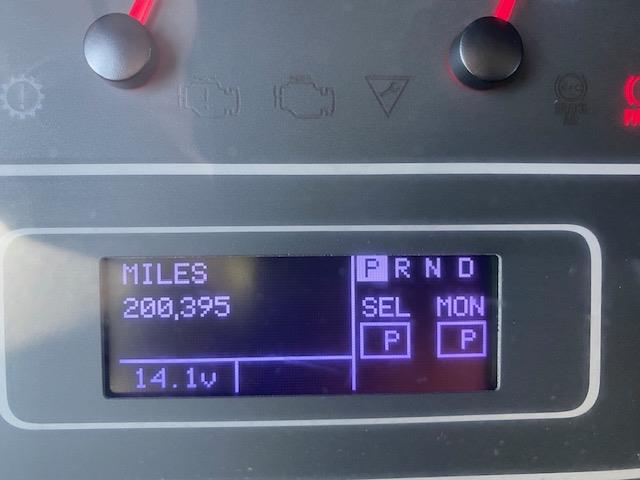 MILES
200,395
14.1v
P R N D
SEL MON
P P